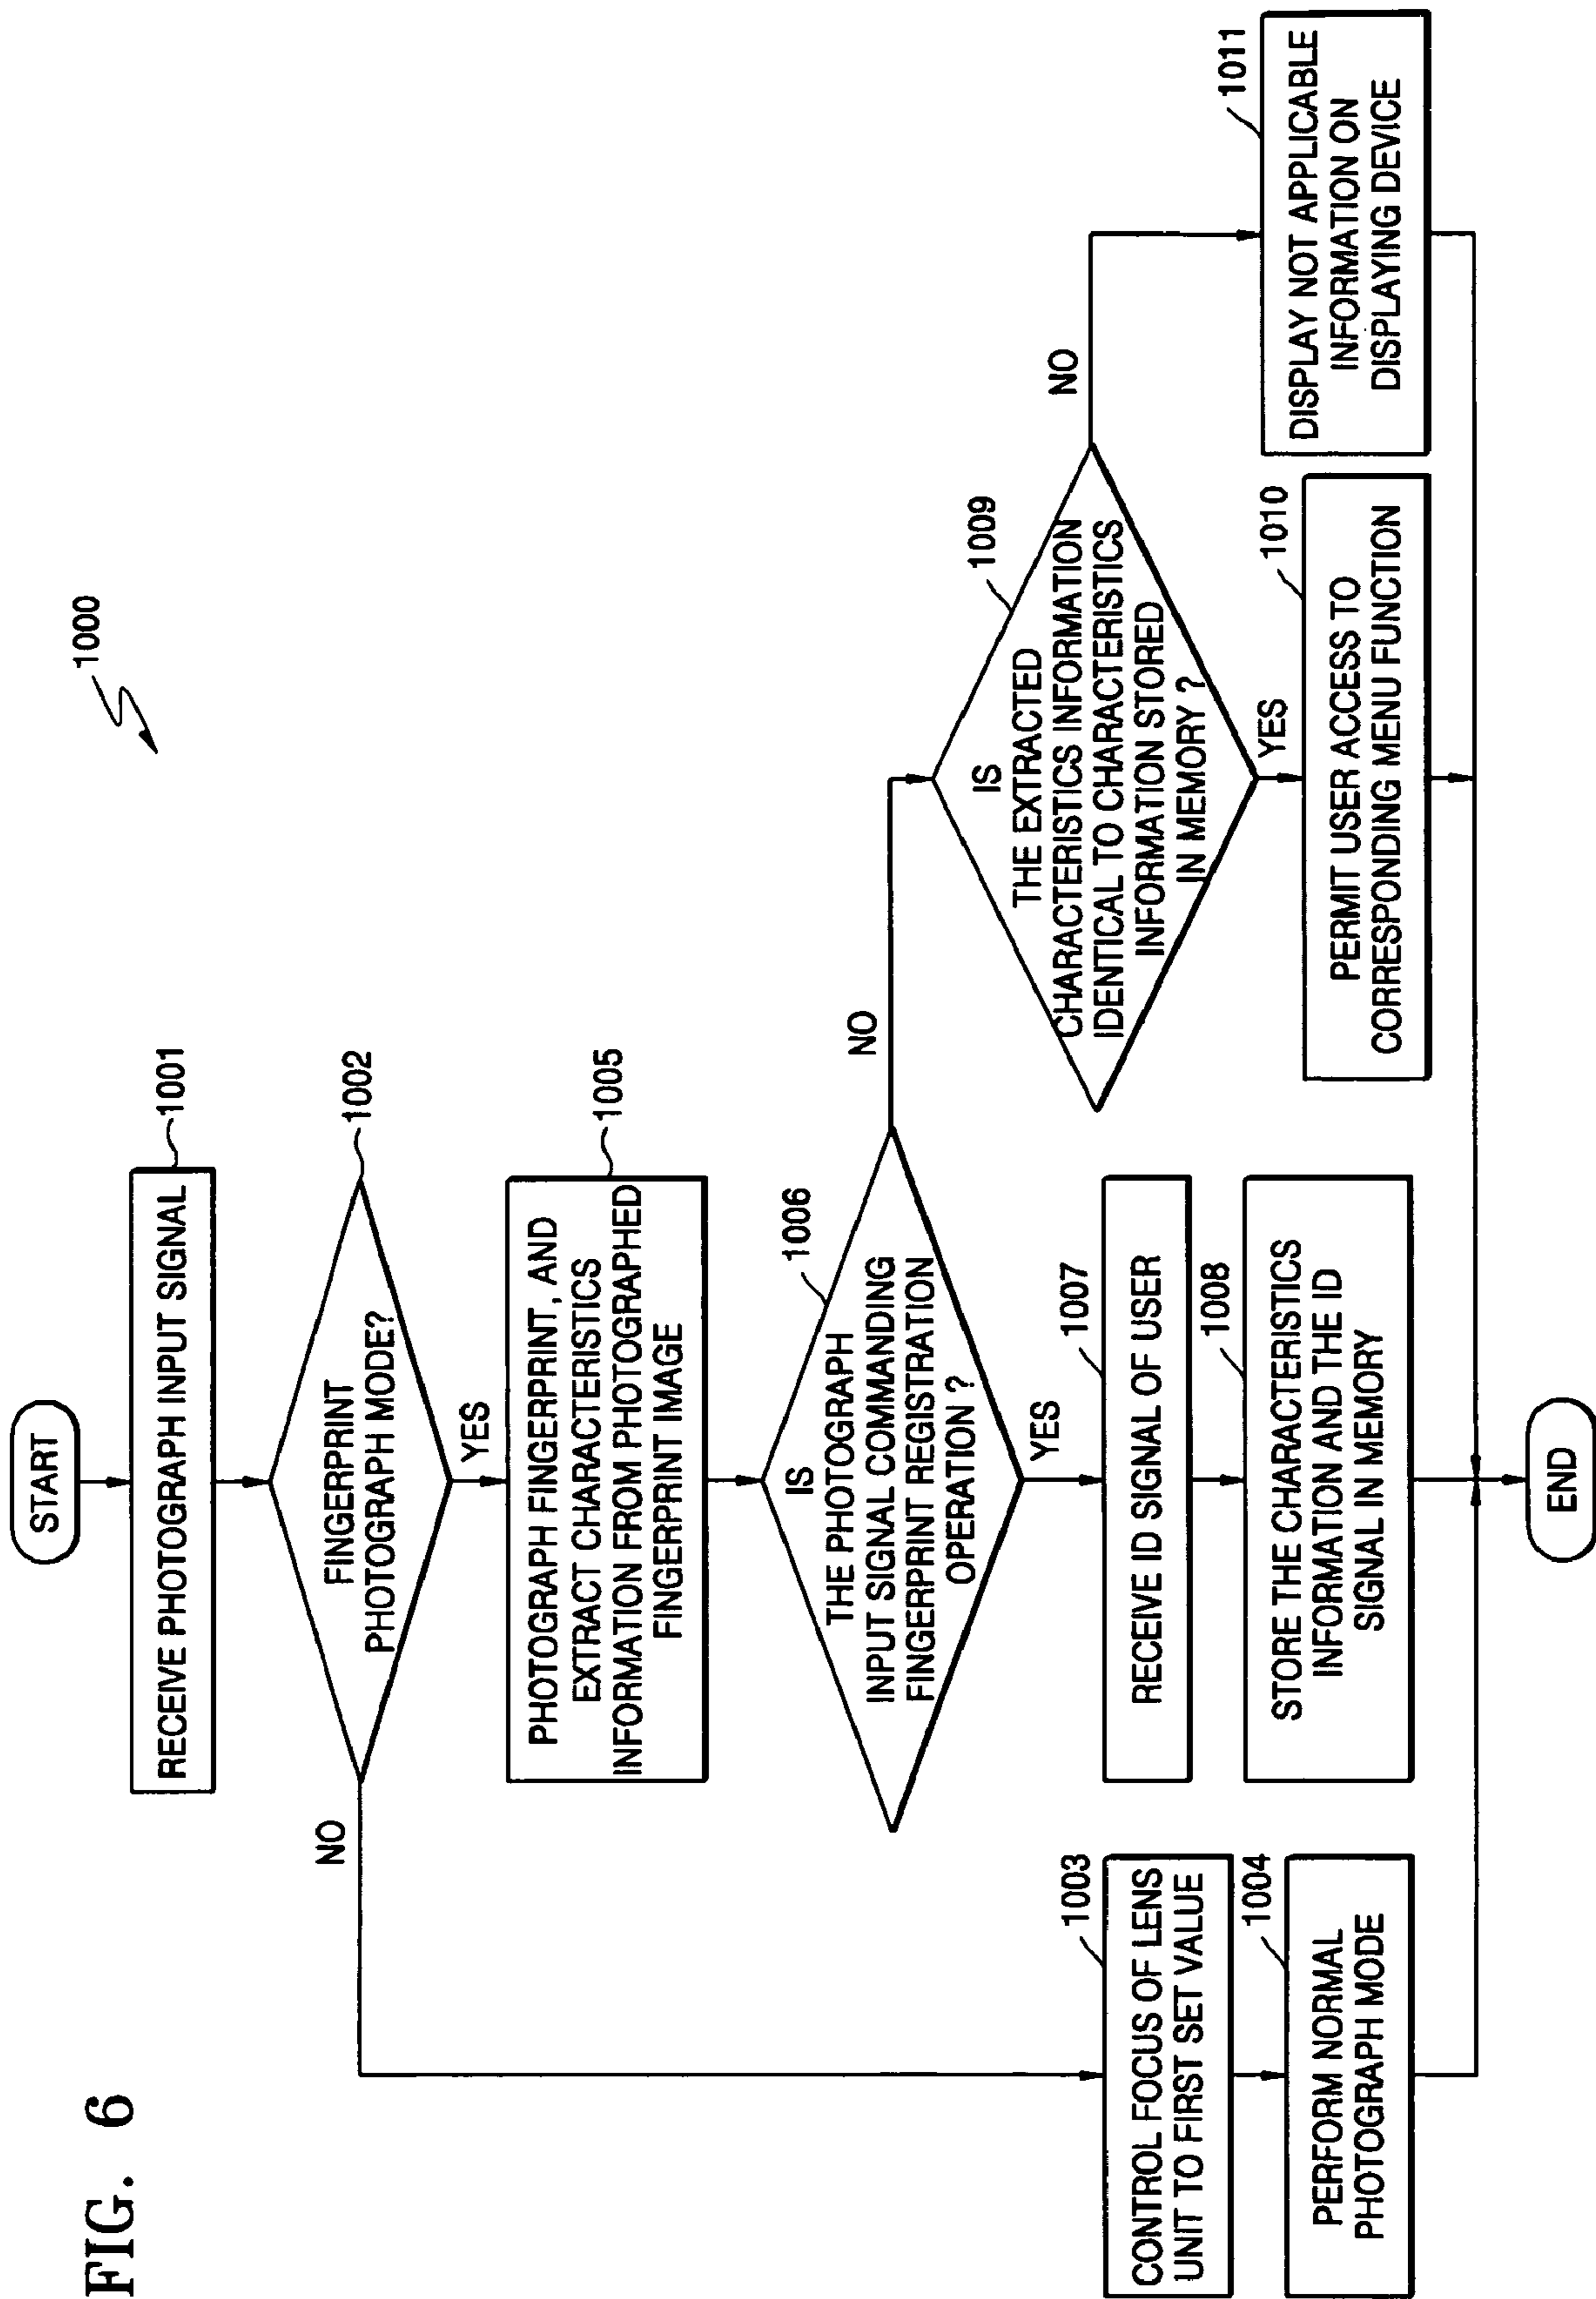 FIG. 6
1000
START
RECEIVE PHOTOGRAPH INPUT SIGNAL
1001
FINGERPRINT
PHOTOGRAPH MODE?
1002
NO
YES
PHOTOGRAPH FINGERPRINT, AND
EXTRACT CHARACTERISTICS
INFORMATION FROM PHOTOGRAPHED
FINGERPRINT IMAGE
1005
IS
THE PHOTOGRAPH
INPUT SIGNAL COMMANDING
FINGERPRINT REGISTRATION
OPERATION ?
1006
NO
YES
IS
THE EXTRACTED
CHARACTERISTICS INFORMATION
IDENTICAL TO CHARACTERISTICS
INFORMATION STORED
IN MEMORY ?
1009
NO
YES
1003
CONTROL FOCUS OF LENS
UNIT TO FIRST SET VALUE
1004
PERFORM NORMAL
PHOTOGRAPH MODE
1007
RECEIVE ID SIGNAL OF USER
1008
STORE THE CHARACTERISTICS
INFORMATION AND THE ID
SIGNAL IN MEMORY
1010
PERMIT USER ACCESS TO
CORRESPONDING MENU FUNCTION
1011
DISPLAY NOT APPLICABLE
INFORMATION ON
DISPLAYING DEVICE
END